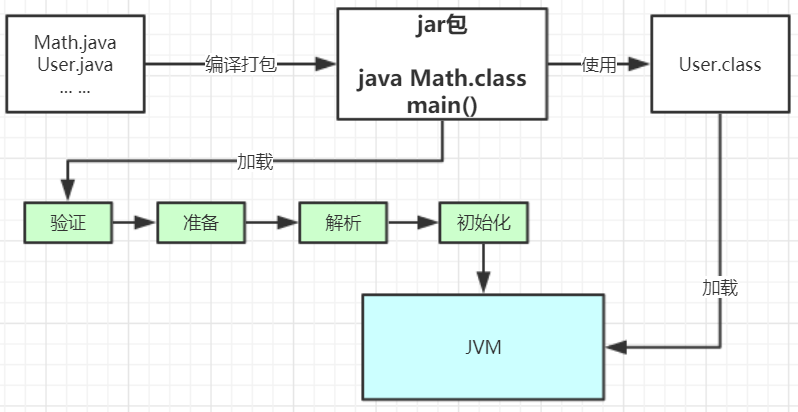 Math.java
User.java
... ...
编译打包
jar包
java Math.class
main()
使用
User.class
加载
验证
准备
解析
初始化
加载
JVM